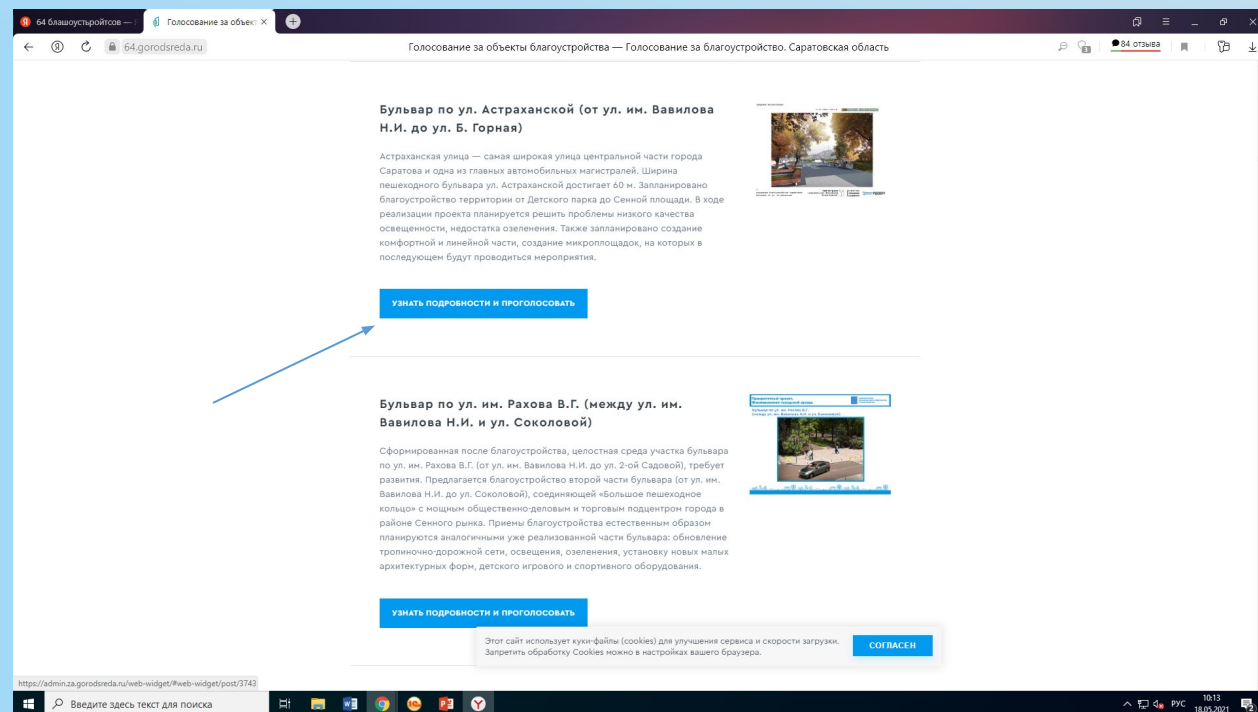 64 блашоустьройтсов —
Голосование за объект
64.gorodsreda.ru
Голосование за объекты благоустройства — Голосование за благоустройство. Саратовская область
84 отзыва
Бульвар по ул. Астраханской (от ул. им. Вавилова
Н.И. до ул. Б. Горная)
Астраханская улица — самая широкая улица центральной части города
Саратова и одна из главных автомобильных магистралей. Ширина
пешеходного бульвара ул. Астраханской достигает 60 м. Запланировано
благоустройство территории от Детского парка до Сенной площади. В ходе
реализации проекта планируется решить проблемы низкого качества
освещенности, недостатка озеленения. Также запланировано создание
комфортной и линейной части, создание микроплощадок, на которых в
последующем будут проводиться мероприятия.
УЗНАТЬ ПОДРОБНОСТИ И ПРОГОЛОСОВАТЬ
Бульвар по ул. им. Рахова В.Г. (между ул. им.
Вавилова Н.И. и ул. Соколовой)
Сформированная после благоустройства, целостная среда участка бульвара
по ул. им. Рахова В.Г. (от ул. им. Вавилова Н.И. до ул. 2-ой Садовой), требует
развития. Предлагается благоустройство второй части бульвара (от ул. им.
Вавилова Н.И. до ул. Соколовой), соединяющей «Большое пешеходное
кольцо» с мощным общественно-деловым и торговым подцентром города в
районе Сенного рынка. Приемы благоустройства естественным образом
планируются аналогичными уже реализованной части бульвара: обновление
тропиночно-дорожной сети, освещения, озеленения, установку новых малых
архитектурных форм, детского игрового и спортивного оборудования.
УЗНАТЬ ПОДРОБНОСТИ И ПРОГОЛОСОВАТЬ
Этот сайт использует куки-файлы (cookies) для улучшения сервиса и скорости загрузки.
Запретить обработку Cookies можно в настройках вашего браузера.
СОГЛАСЕН
https://admin.za.gorodsreda.ru/web-widget/#web-widget/post/3743
Введите здесь текст для поиска
РУС
10:13
18.05.2021